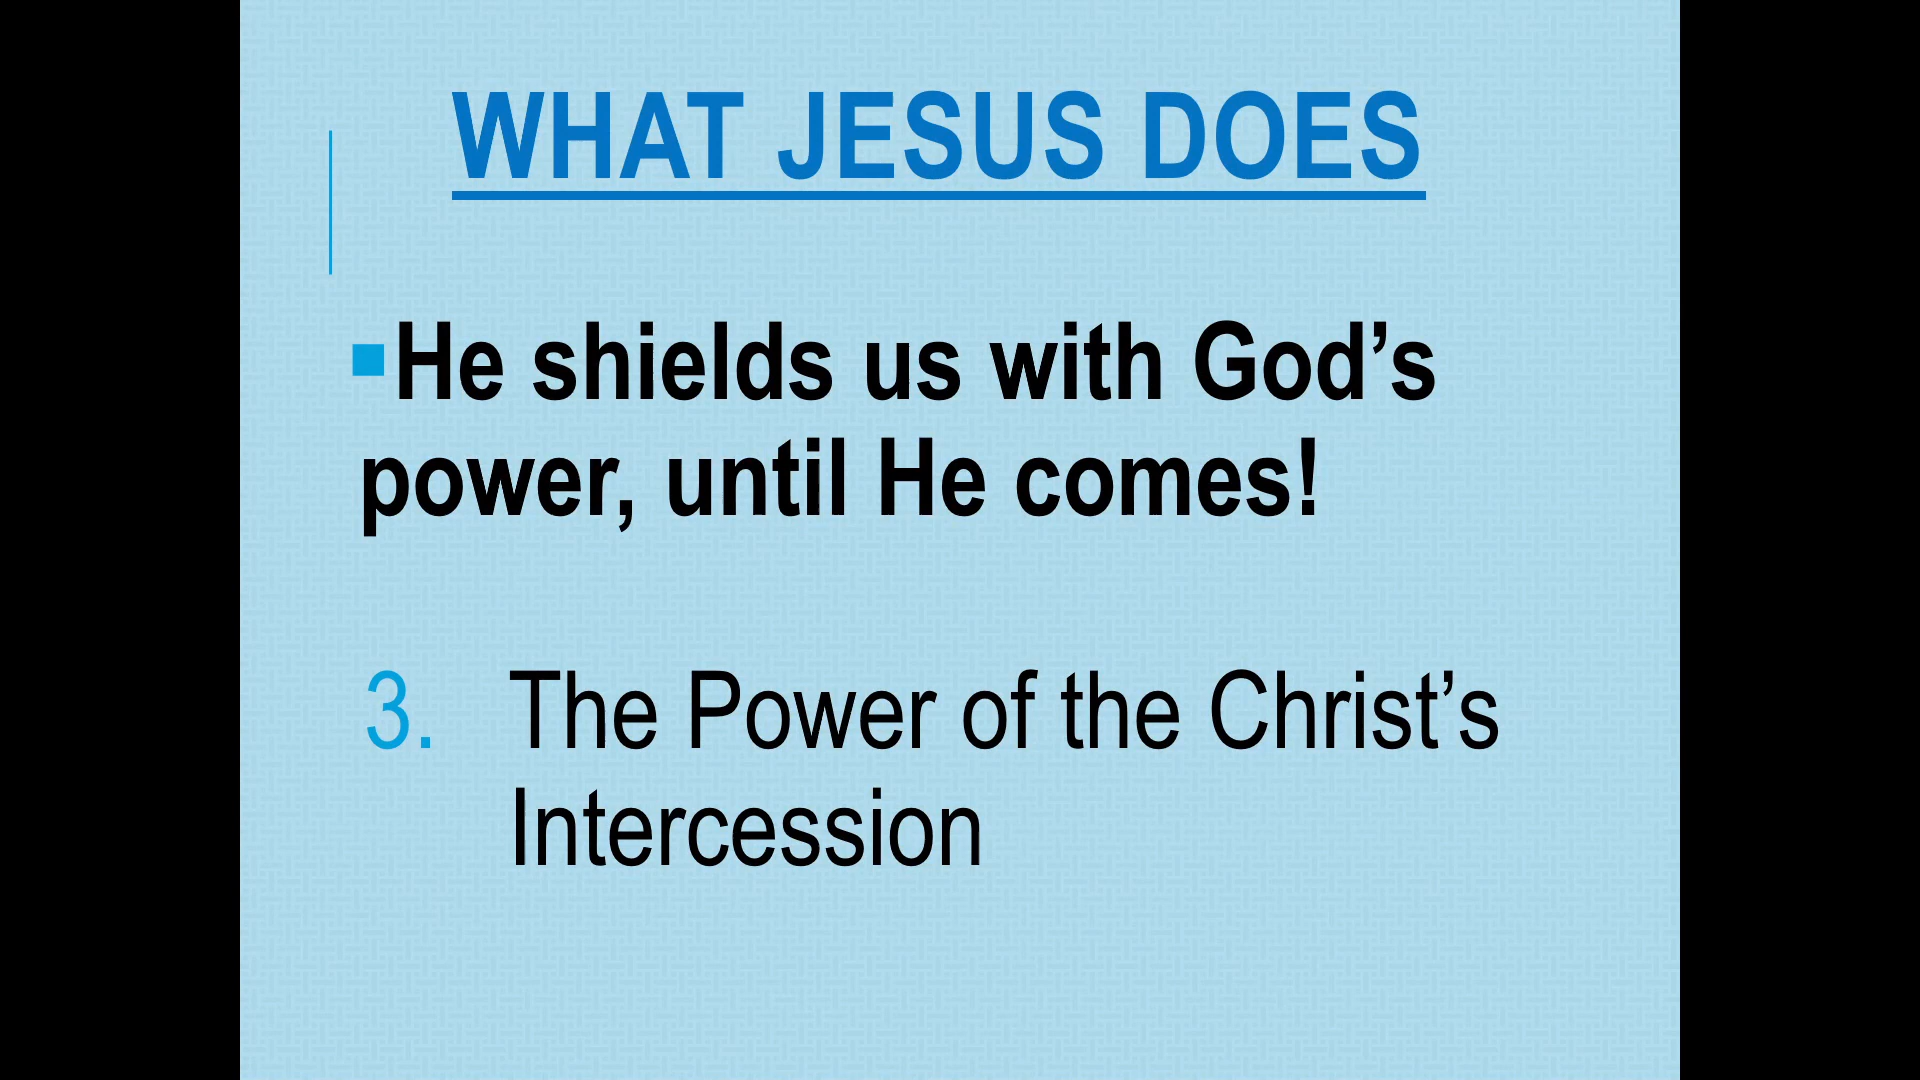 WHAT JESUS DOES
▪He shields us with God’s
power, until He comes!
3. The Power of the Christ’s
Intercession